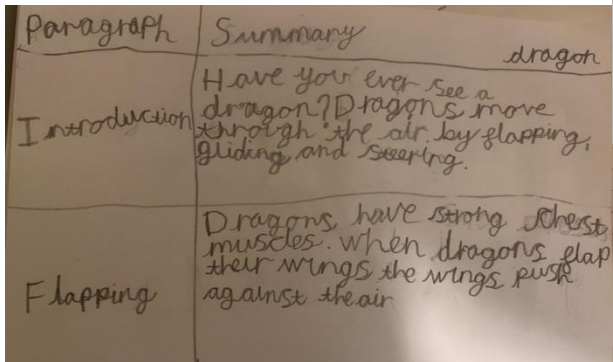 Paragraph
Summary
dragon
Introduction
Have you ever see a
dragon? Dragons move
through the air by flapping,
gliding and steering.
Flapping
Dragons have strong scherst
muscles. when dragons flap
their wings the wings push
against the air